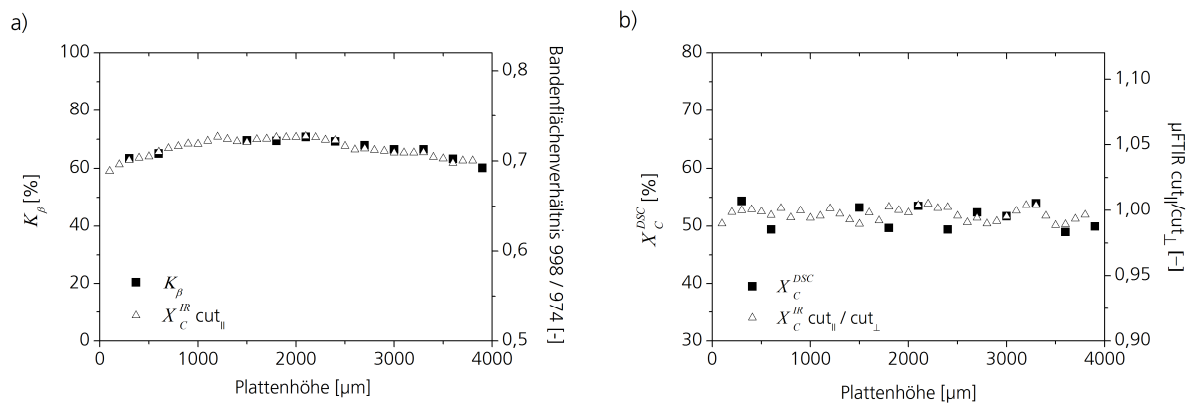 a)
100
80
60
40
20
0
K_β [%]
0
1000
2000
3000
4000
Plattenhöhe [µm]
0,8
0,7
0,6
0,5
Bandenflächenverhältnis 998 / 974 [-]
K_β
X_C^IR cut_||
b)
80
70
60
50
50
30
X_C^DSC [%]
0
1000
2000
3000
4000
Plattenhöhe [µm]
1,10
1,05
1,00
0,95
0,90
µFTIR cut_||/cut_⊥ [–]
X_C^DSC
X_C^IR cut_|| / cut_⊥